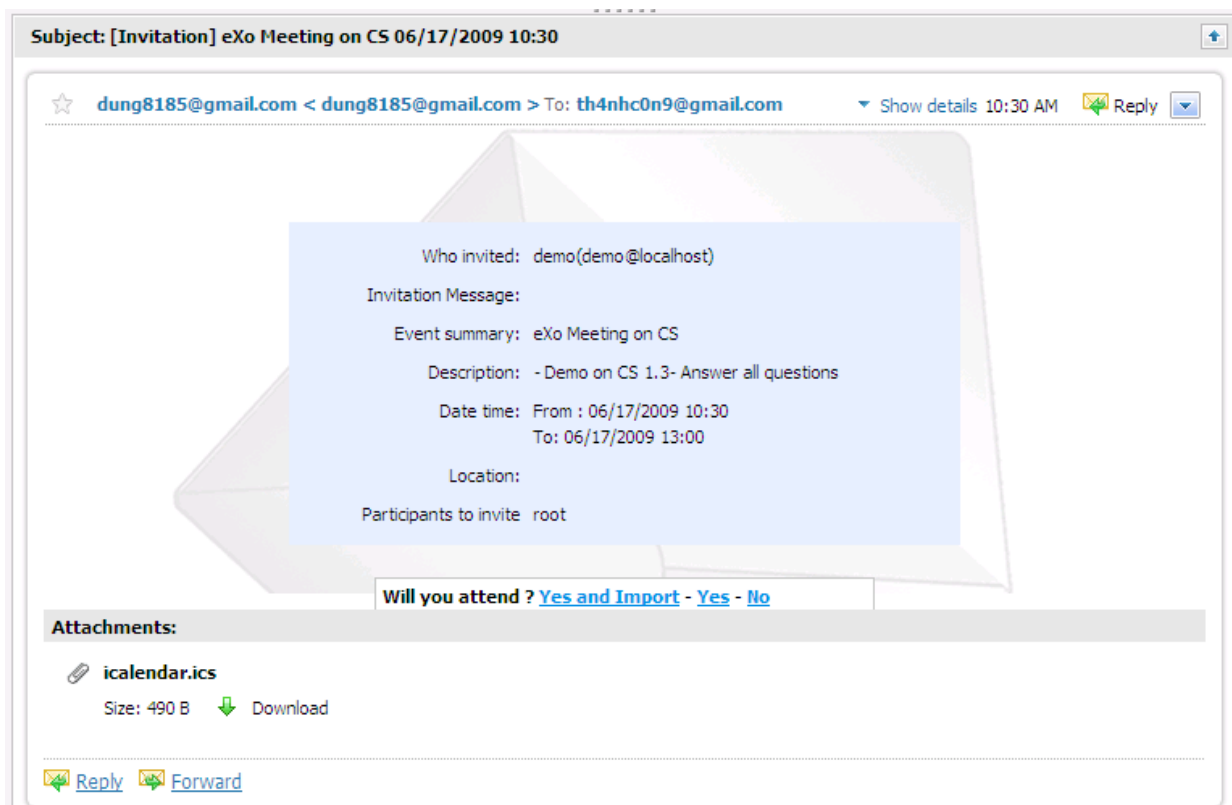 Subject: [Invitation] eXo Meeting on CS 06/17/2009 10:30
dung8185@gmail.com < dung8185@gmail.com > To: th4nhc0n9@gmail.com Show details 10:30 AM Reply
Who invited: demo(demo@localhost)
Invitation Message:
Event summary: eXo Meeting on CS
Description: - Demo on CS 1.3- Answer all questions
Date time: From : 06/17/2009 10:30
To: 06/17/2009 13:00
Location:
Participants to invite root
Will you attend ? Yes and Import - Yes - No
Attachments:
icalendar.ics
Size: 490 B Download
Reply Forward